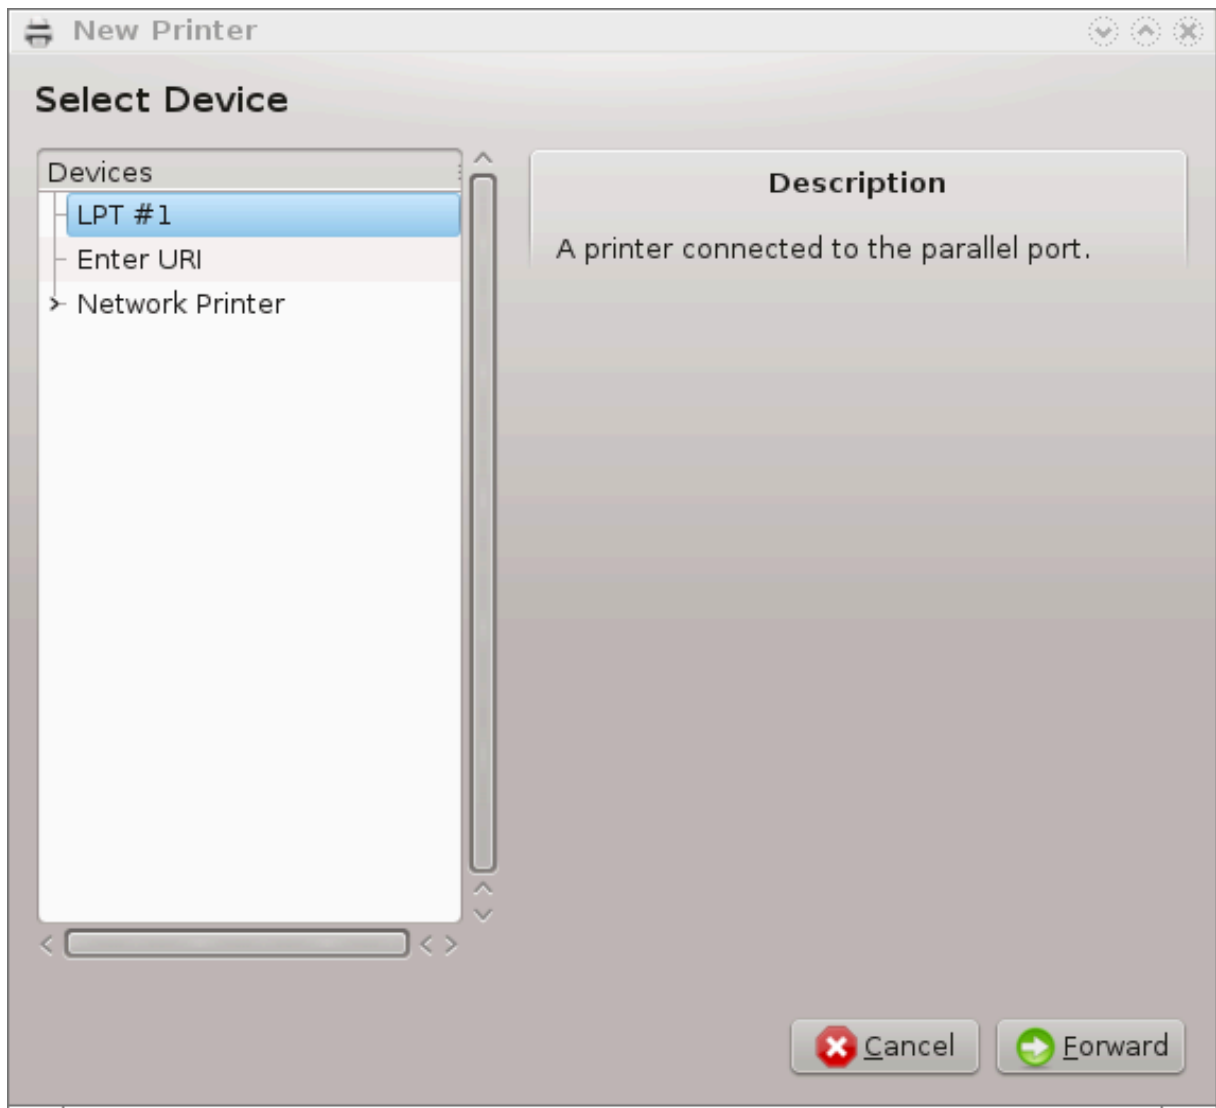 New Printer
Select Device
Devices
LPT #1
Enter URI
Network Printer
Description
A printer connected to the parallel port.
Cancel
Forward